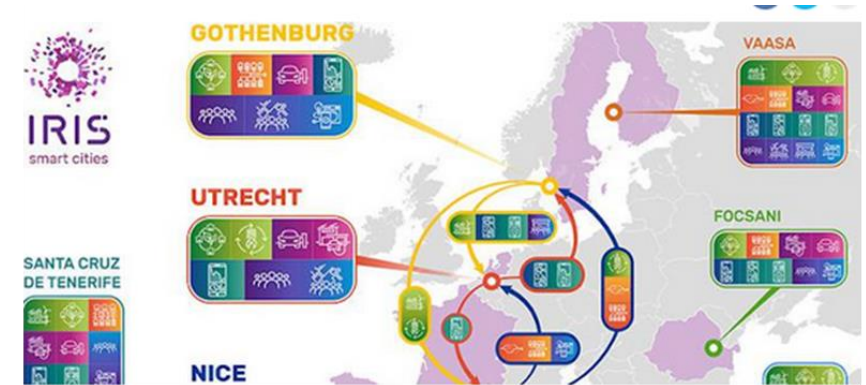 GOTHENBURG
VAASA
IRIS
smart cities
UTRECHT
FOCSANI
SANTA CRUZ
DE TENERIFE
NICE